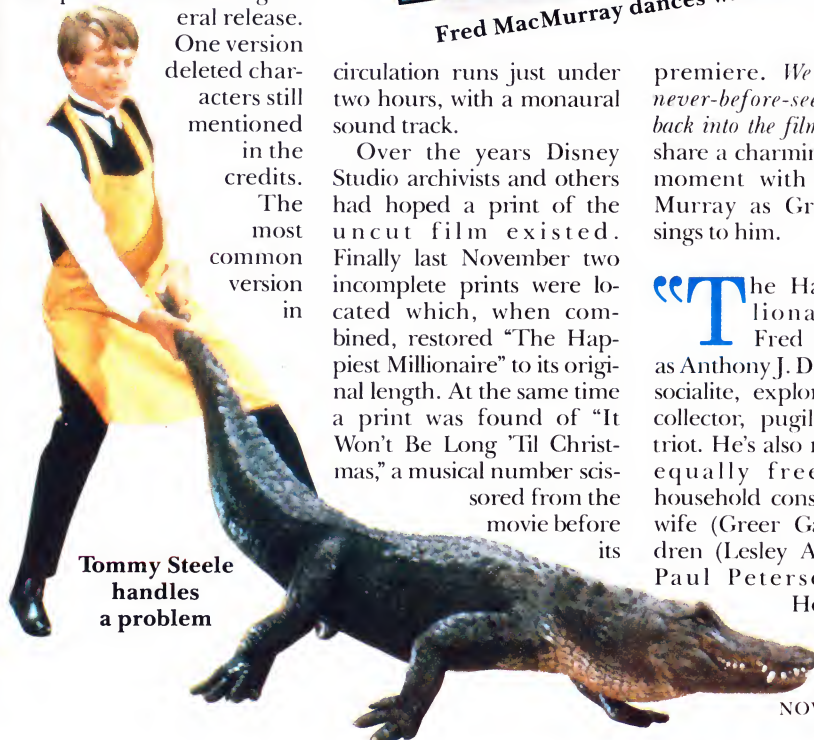 eral release.
One version
deleted char-
acters still
mentioned
in the
credits.
The
most
common
version
in
Tommy Steele
handles
a problem
Fred MacMurray dances
circulation runs just under
two hours, with a monaural
sound track.
Over the years Disney
Studio archivists and others
had hoped a print of the
uncut film existed.
Finally last November two
incomplete prints were lo-
cated which, when com-
bined, restored "The Hap-
piest Millionaire" to its origi-
nal length. At the same time
a print was found of "It
Won't Be Long 'Til Christ-
mas," a musical number scis-
sored from the
movie before
its
premiere. We
never-before-see
back into the film
share a charmin
moment with
Murray as Gr
sings to him.
"The Ha
liona
Fred
as Anthony J. D
socialite, explor
collector, pugil
triot. He's also r
equally free
household cons
wife (Greer Ga
dren (Lesley A
Paul Peterse
He
NOV